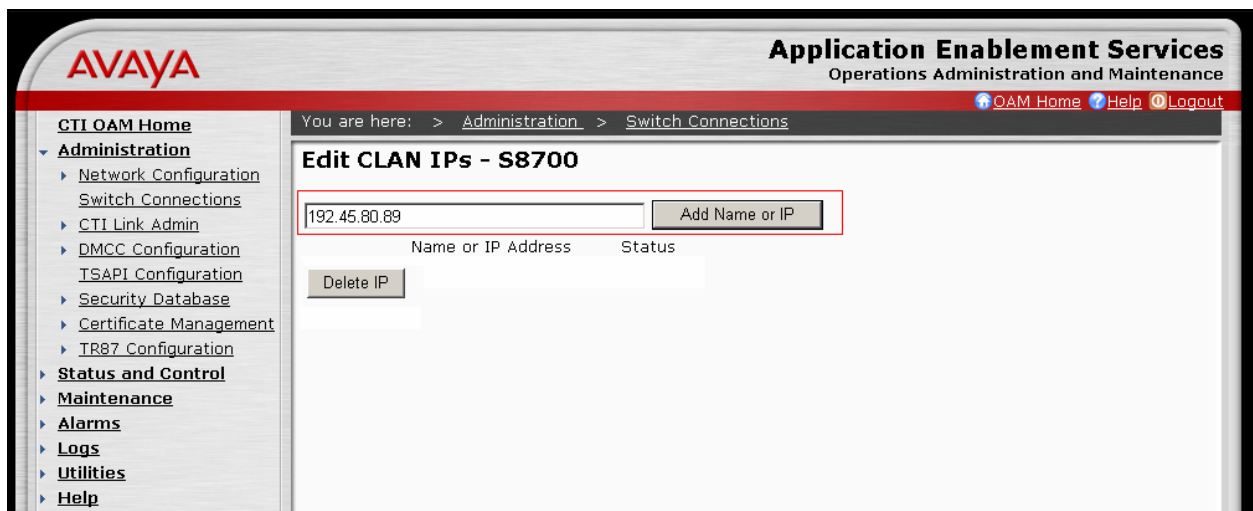 AVAYA
Application Enablement Services
Operations Administration and Maintenance
OAM Home Help Logout
CTI OAM Home
Administration
Network Configuration
Switch Connections
CTI Link Admin
DMCC Configuration
TSAPI Configuration
Security Database
Certificate Management
TR87 Configuration
Status and Control
Maintenance
Alarms
Logs
Utilities
Help
You are here: > Administration > Switch Connections
Edit CLAN IPs - S8700
192.45.80.89 Add Name or IP
Name or IP Address Status
Delete IP